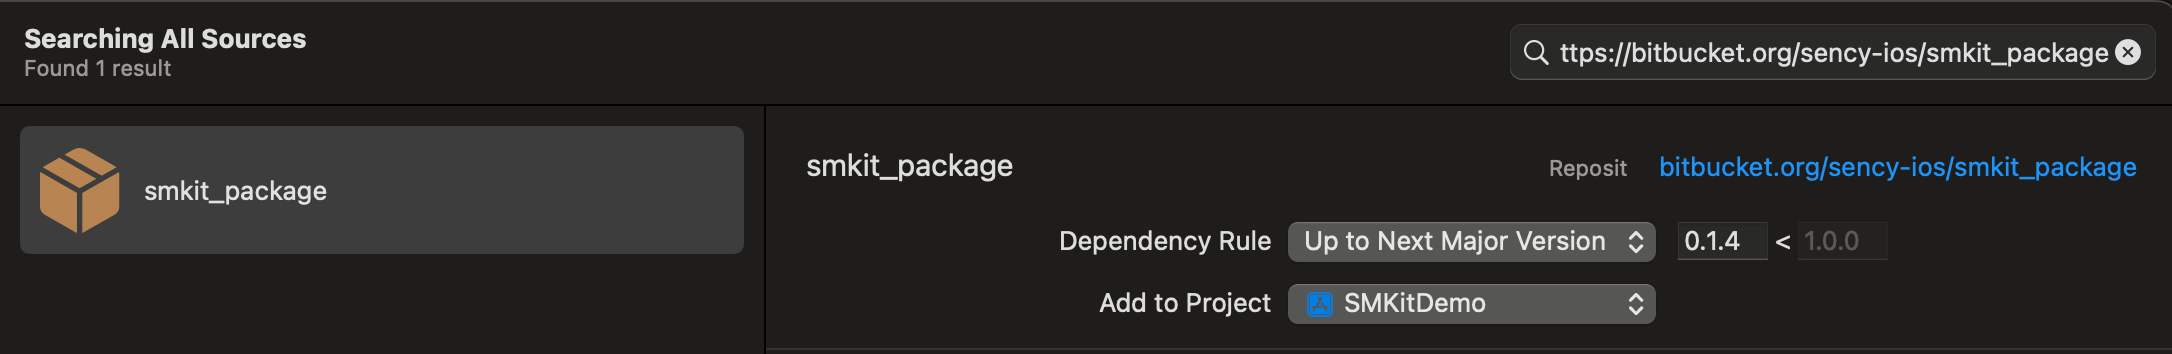 Searching All Sources
Found 1 result
ttps://bitbucket.org/sency-ios/smkit_package
smkit_package
smkit_package
Reposit bitbucket.org/sency-ios/smkit_package
Dependency Rule Up to Next Major Version 0.1.4 < 1.0.0
Add to Project SMKitDemo